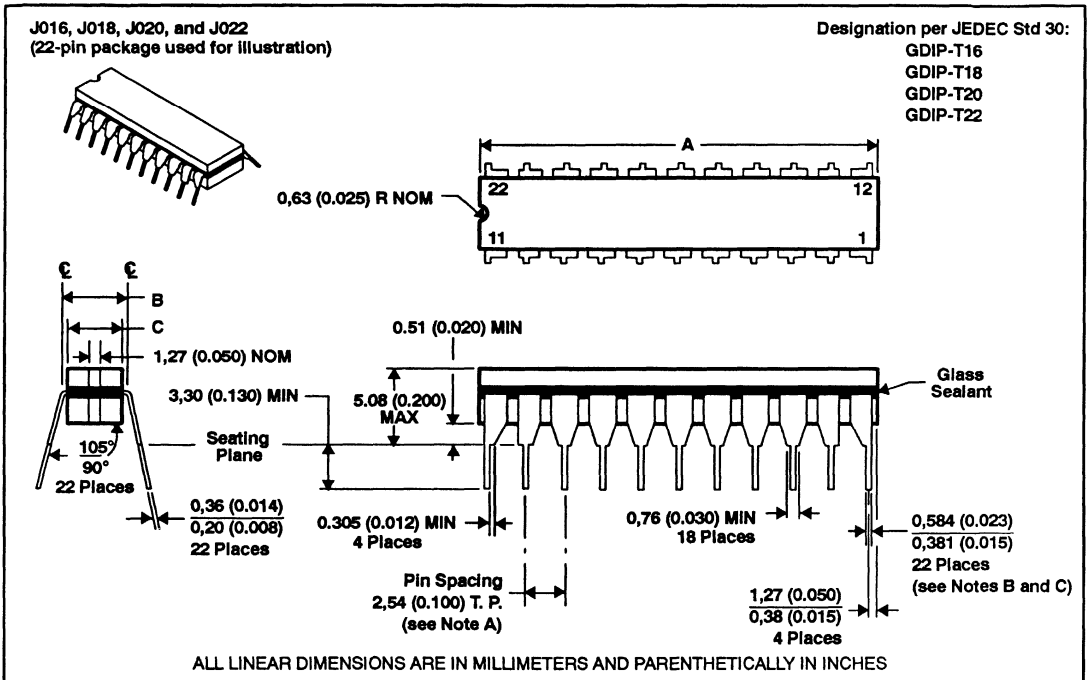 J016, J018, J020, and J022
(22-pin package used for illustration)
Designation per JEDEC Std 30:
GDIP-T16
GDIP-T18
GDIP-T20
GDIP-T22
A
22
12
0,63 (0.025) R NOM
11
1
℄
℄
B
C
1,27 (0.050) NOM
0.51 (0.020) MIN
3,30 (0.130) MIN
5.08 (0.200)
MAX
Glass
Sealant
Seating
Plane
105°
90°
22 Places
0,36 (0.014)
0,20 (0.008)
22 Places
0.305 (0.012) MIN
4 Places
0,76 (0.030) MIN
18 Places
0,584 (0.023)
0,381 (0.015)
22 Places
(see Notes B and C)
Pin Spacing
2,54 (0.100) T. P.
(see Note A)
1,27 (0.050)
0,38 (0.015)
4 Places
ALL LINEAR DIMENSIONS ARE IN MILLIMETERS AND PARENTHETICALLY IN INCHES